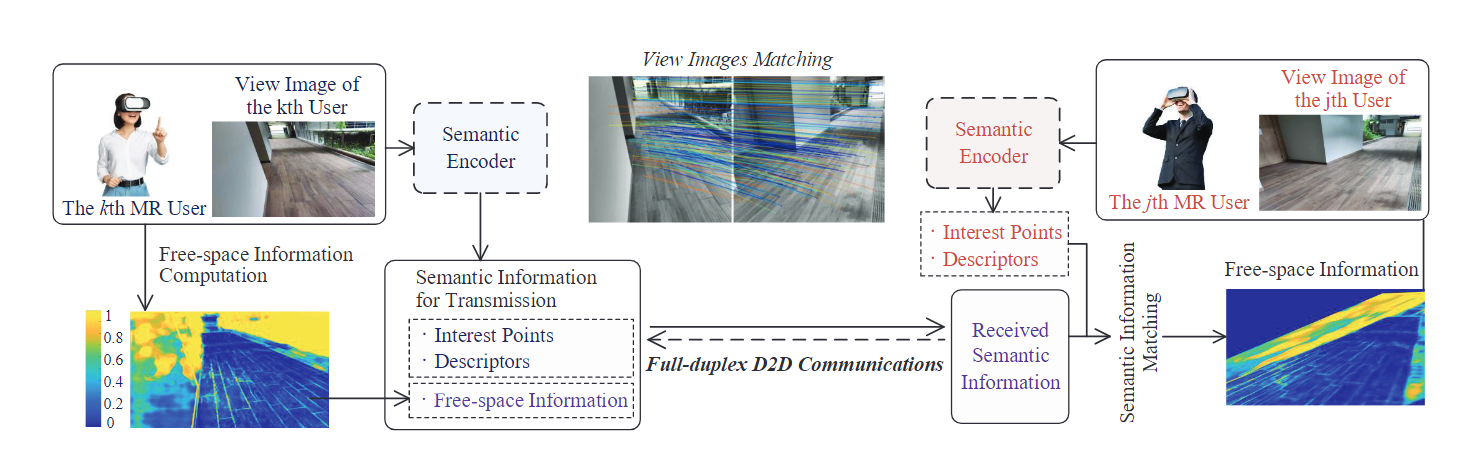 View Image of
the kth User
The kth MR User
Semantic
Encoder
View Images Matching
Semantic
Encoder
View Image of
the jth User
The jth MR User
· Interest Points
· Descriptors
Free-space Information
Computation
1
0.8
0.6
0.4
0.2
0
Semantic Information
for Transmission
· Interest Points
· Descriptors
· Free-space Information
Full-duplex D2D Communications
Received
Semantic
Information
Semantic Information
Matching
Free-space Information